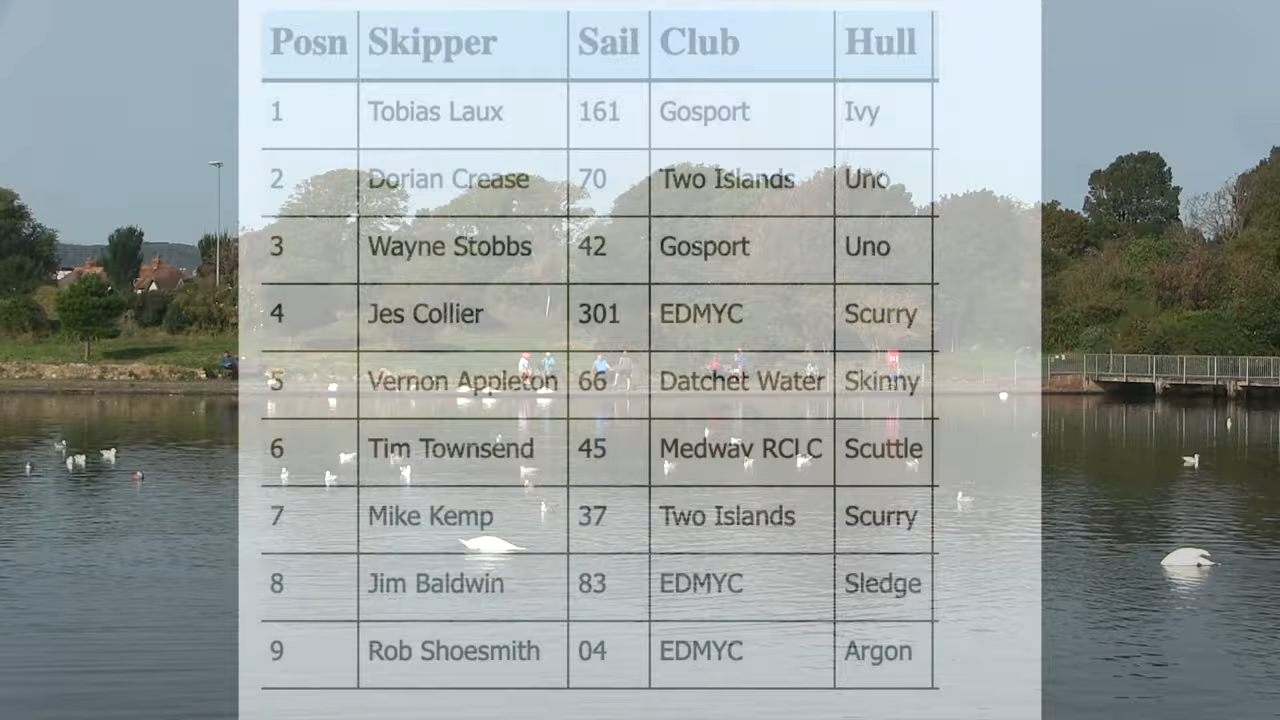 Posn Skipper Sail Club Hull
1 Tobias Laux 161 Gosport Ivy
2 Dorian Crease 70 Two Islands Uno
3 Wayne Stobbs 42 Gosport Uno
4 Jes Collier 301 EDMYC Scurry
5 Vernon Appleton 66 Datchet Water Skinny
6 Tim Townsend 45 Medway RCLC Scuttle
7 Mike Kemp 37 Two Islands Scurry
8 Jim Baldwin 83 EDMYC Sledge
9 Rob Shoesmith 04 EDMYC Argon